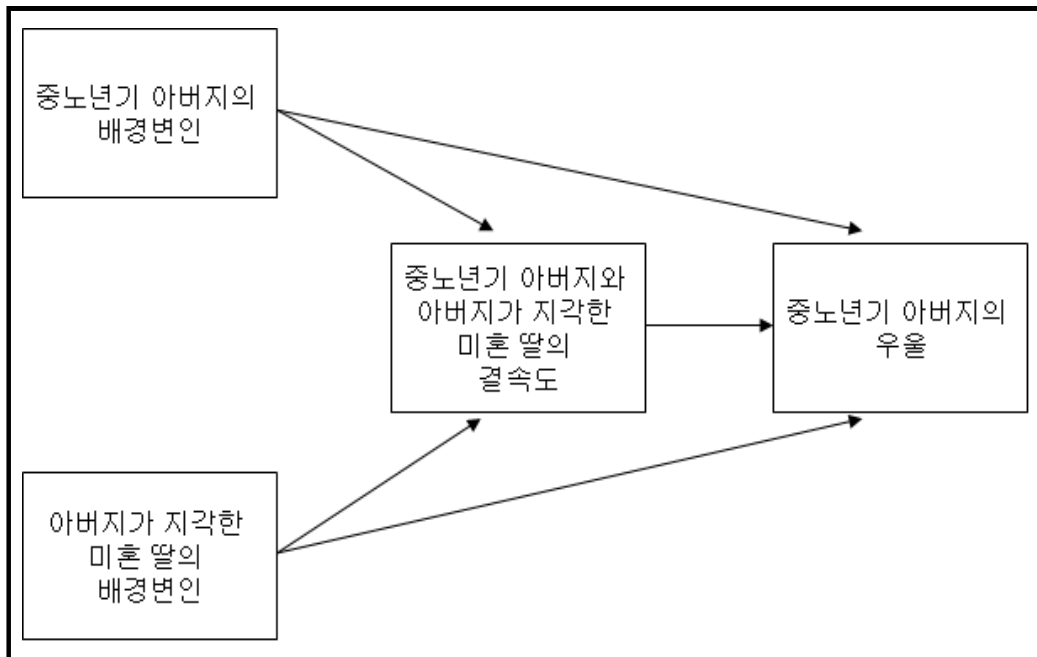 중노년기 아버지의
배경변인
중노년기 아버지와
아버지가 지각한
미혼 딸의
결속도
중노년기 아버지의
우울
아버지가 지각한
미혼 딸의
배경변인